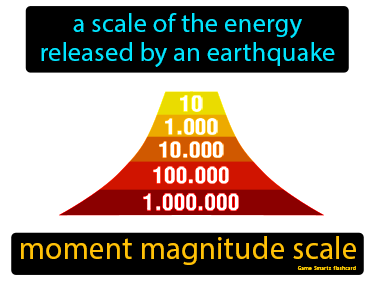 a scale of the energy
released by an earthquake
10
1.000
10.000
100.000
1.000.000
moment magnitude scale
Game Smartz flashcard